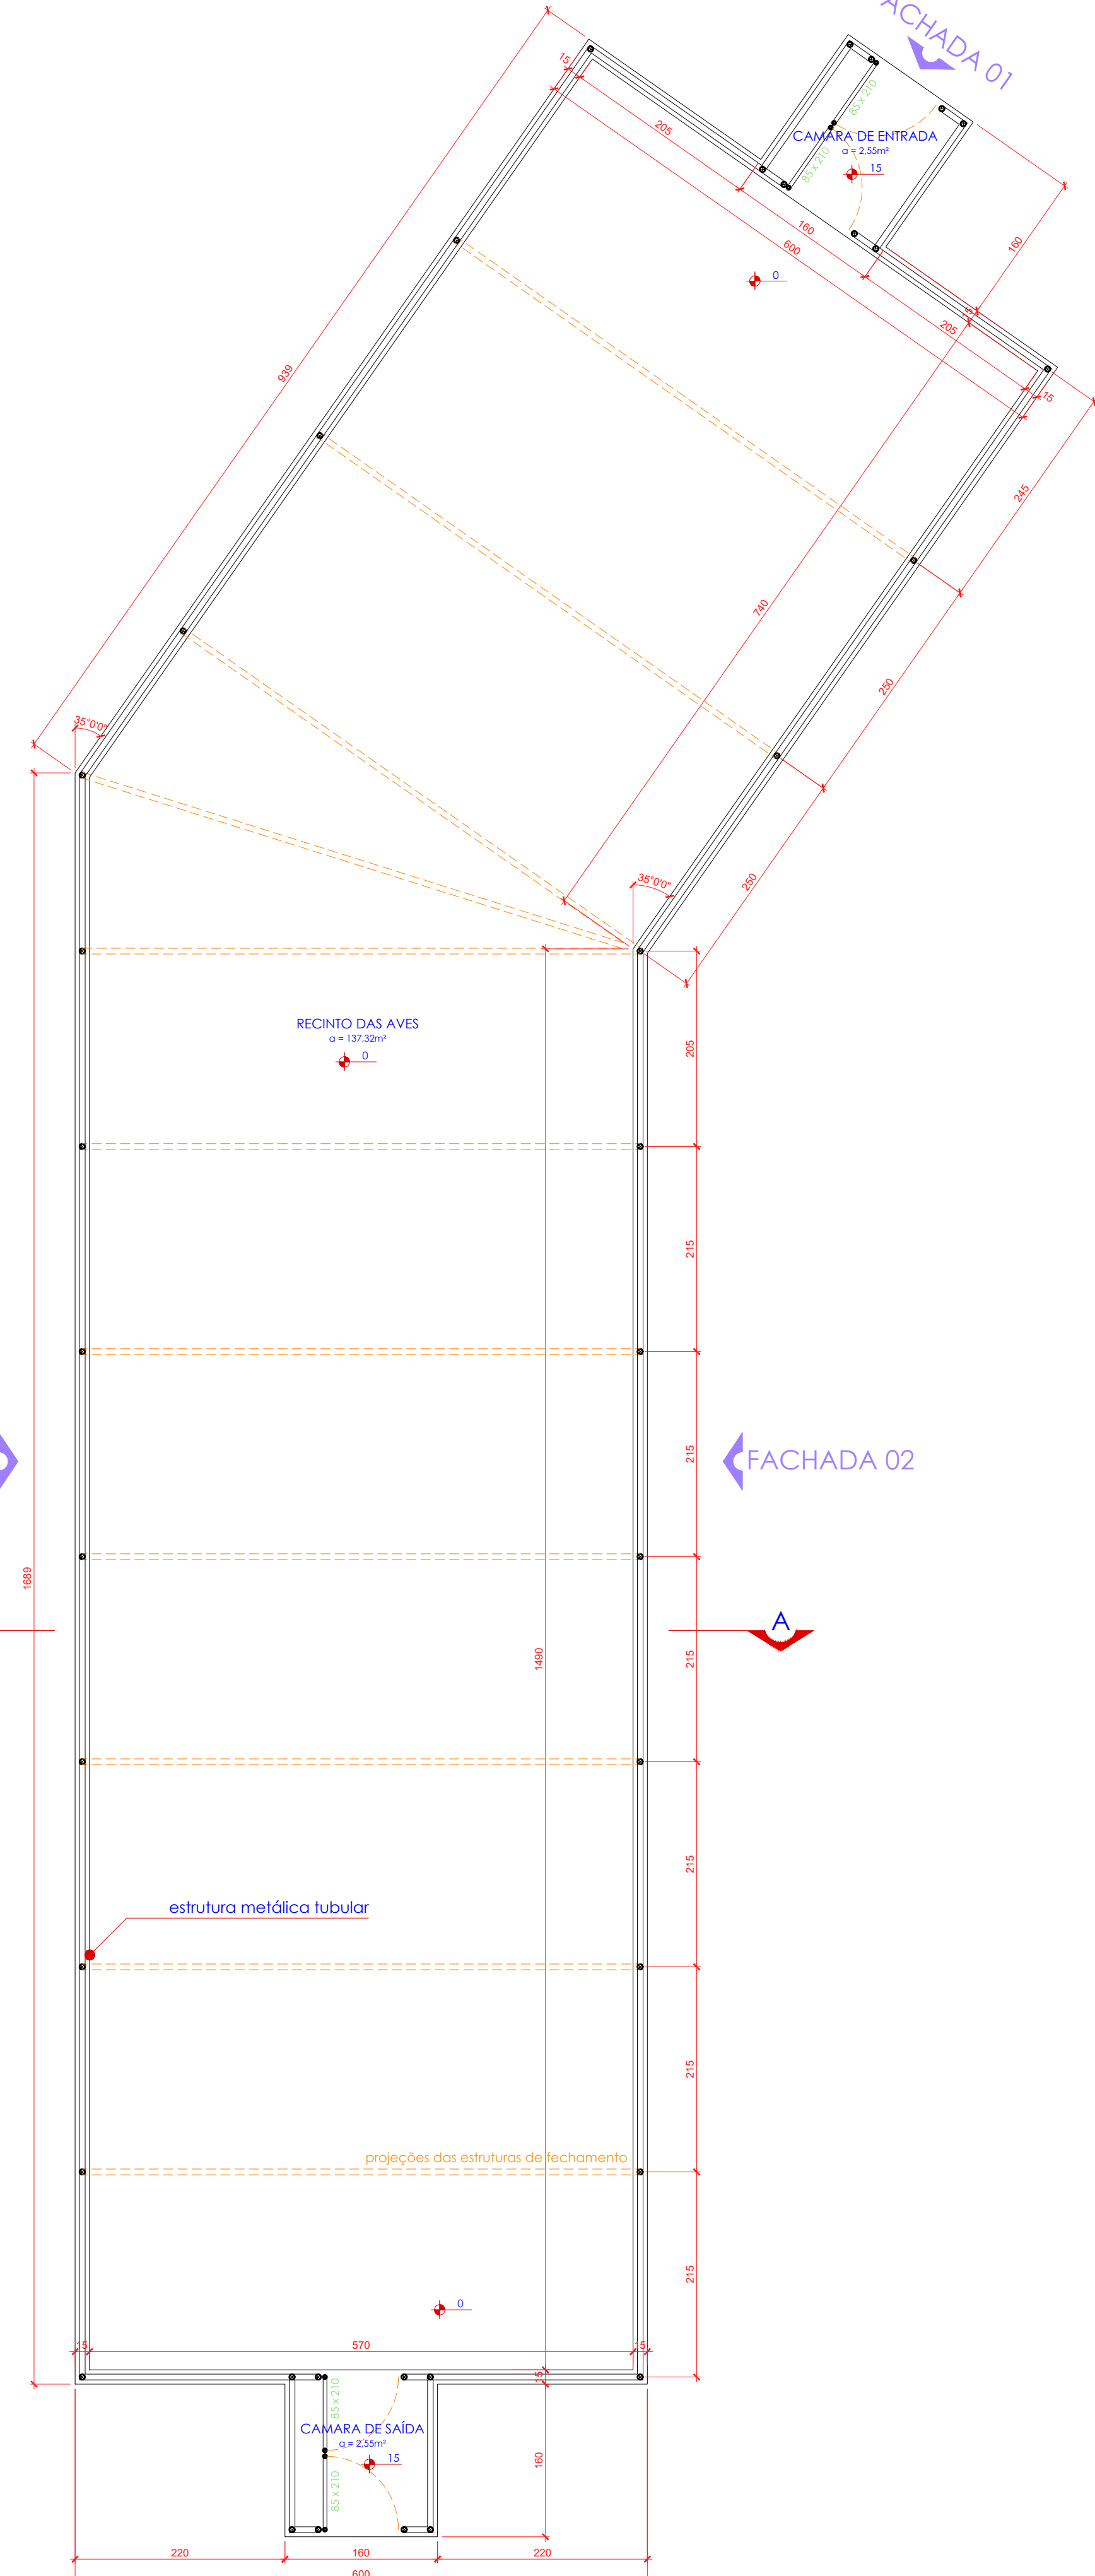 FACHADA 01
15
205
85 x 210
CAMARA DE ENTRADA
a = 2,55m²
85 x 210
15
160
600
160
0
15
205
939
15
245
740
250
35°0'0"
35°0'0"
250
RECINTO DAS AVES
a = 137,32m²
0
205
215
FACHADA 02
215
1689
A
1490
215
215
estrutura metálica tubular
215
projeções das estruturas de fechamento
215
0
15
570
15
15
85 x 210
CAMARA DE SAÍDA
a = 2,55m²
15
85 x 210
160
220
160
220
600